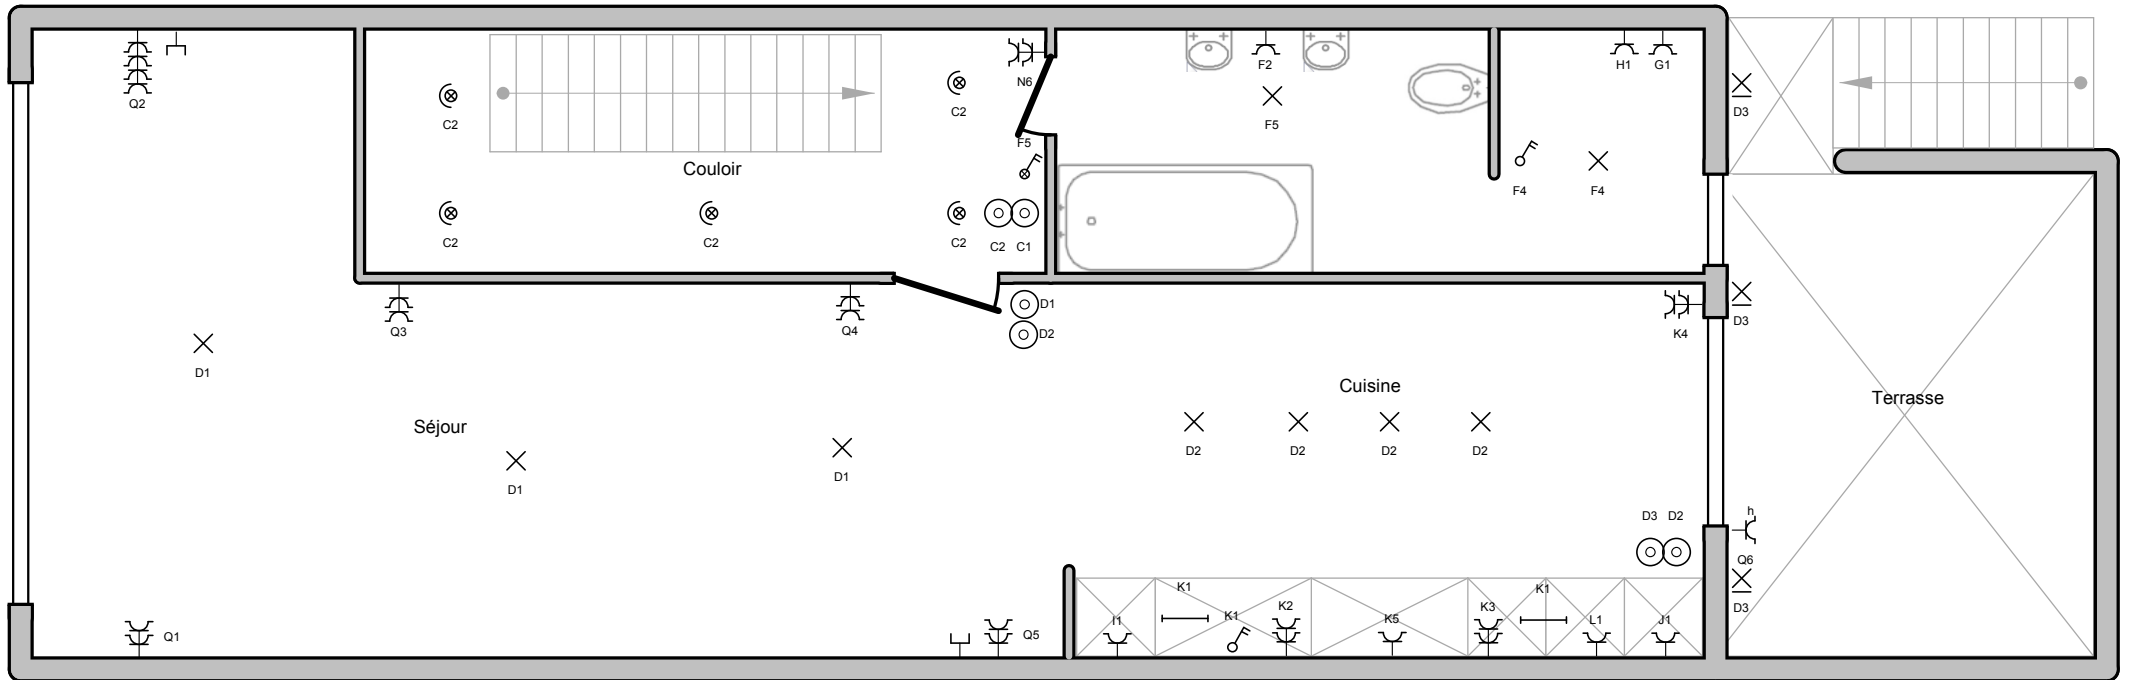 F2
H1
G1
N6
Q2
D3
C2
C2
F5
F5
Couloir
F4
F4
C2
C2
C2
C2
C1
D1
Q3
Q4
D2
K4
D3
D1
Cuisine
Terrasse
Séjour
D2
D2
D2
D2
D1
D1
h
D3
D2
Q6
K1
K1
K2
K3
D3
K1
K5
I1
L1
J1
Q1
Q5